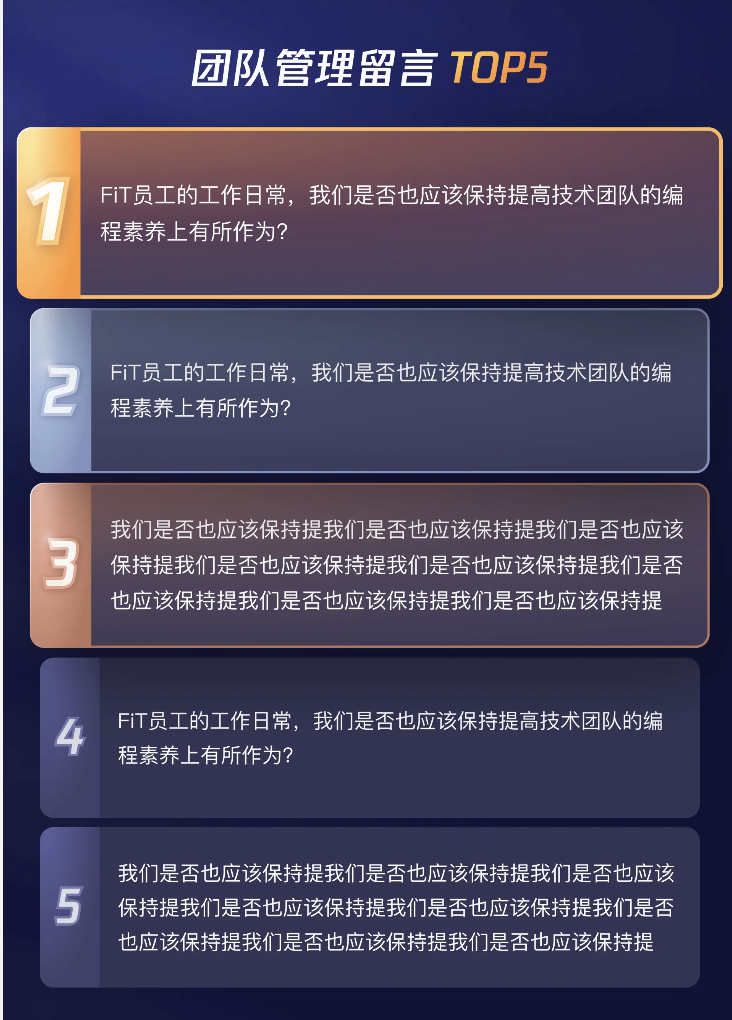 团队管理留言 TOP5
1
FiT员工的工作日常，我们是否也应该保持提高技术团队的编
程素养上有所作为？
2
FiT员工的工作日常，我们是否也应该保持提高技术团队的编
程素养上有所作为？
3
我们是否也应该保持提我们是否也应该保持提我们是否也应该
保持提我们是否也应该保持提我们是否也应该保持提我们是否
也应该保持提我们是否也应该保持提我们是否也应该保持提
4
FiT员工的工作日常，我们是否也应该保持提高技术团队的编
程素养上有所作为？
5
我们是否也应该保持提我们是否也应该保持提我们是否也应该
保持提我们是否也应该保持提我们是否也应该保持提我们是否
也应该保持提我们是否也应该保持提我们是否也应该保持提